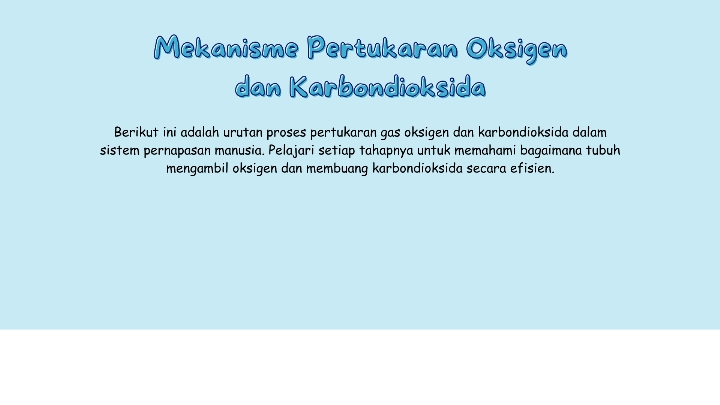 Mekanisme Pertukaran Oksigen
dan Karbondioksida
Berikut ini adalah urutan proses pertukaran gas oksigen dan karbondioksida dalam
sistem pernapasan manusia. Pelajari setiap tahapnya untuk memahami bagaimana tubuh
mengambil oksigen dan membuang karbondioksida secara efisien.